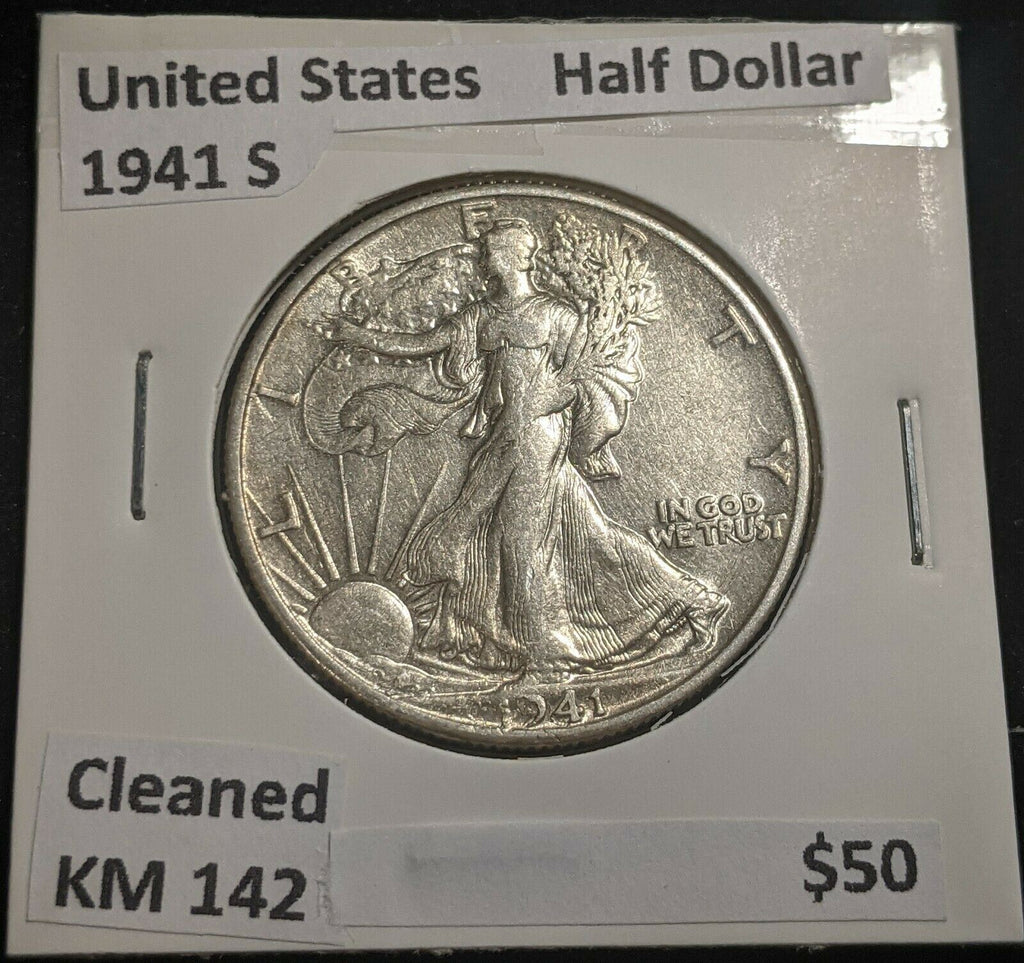 United States Half Dollar
1941 S
LIBERTY
IN GOD
WE TRUST
1941
Cleaned
KM 142
$50